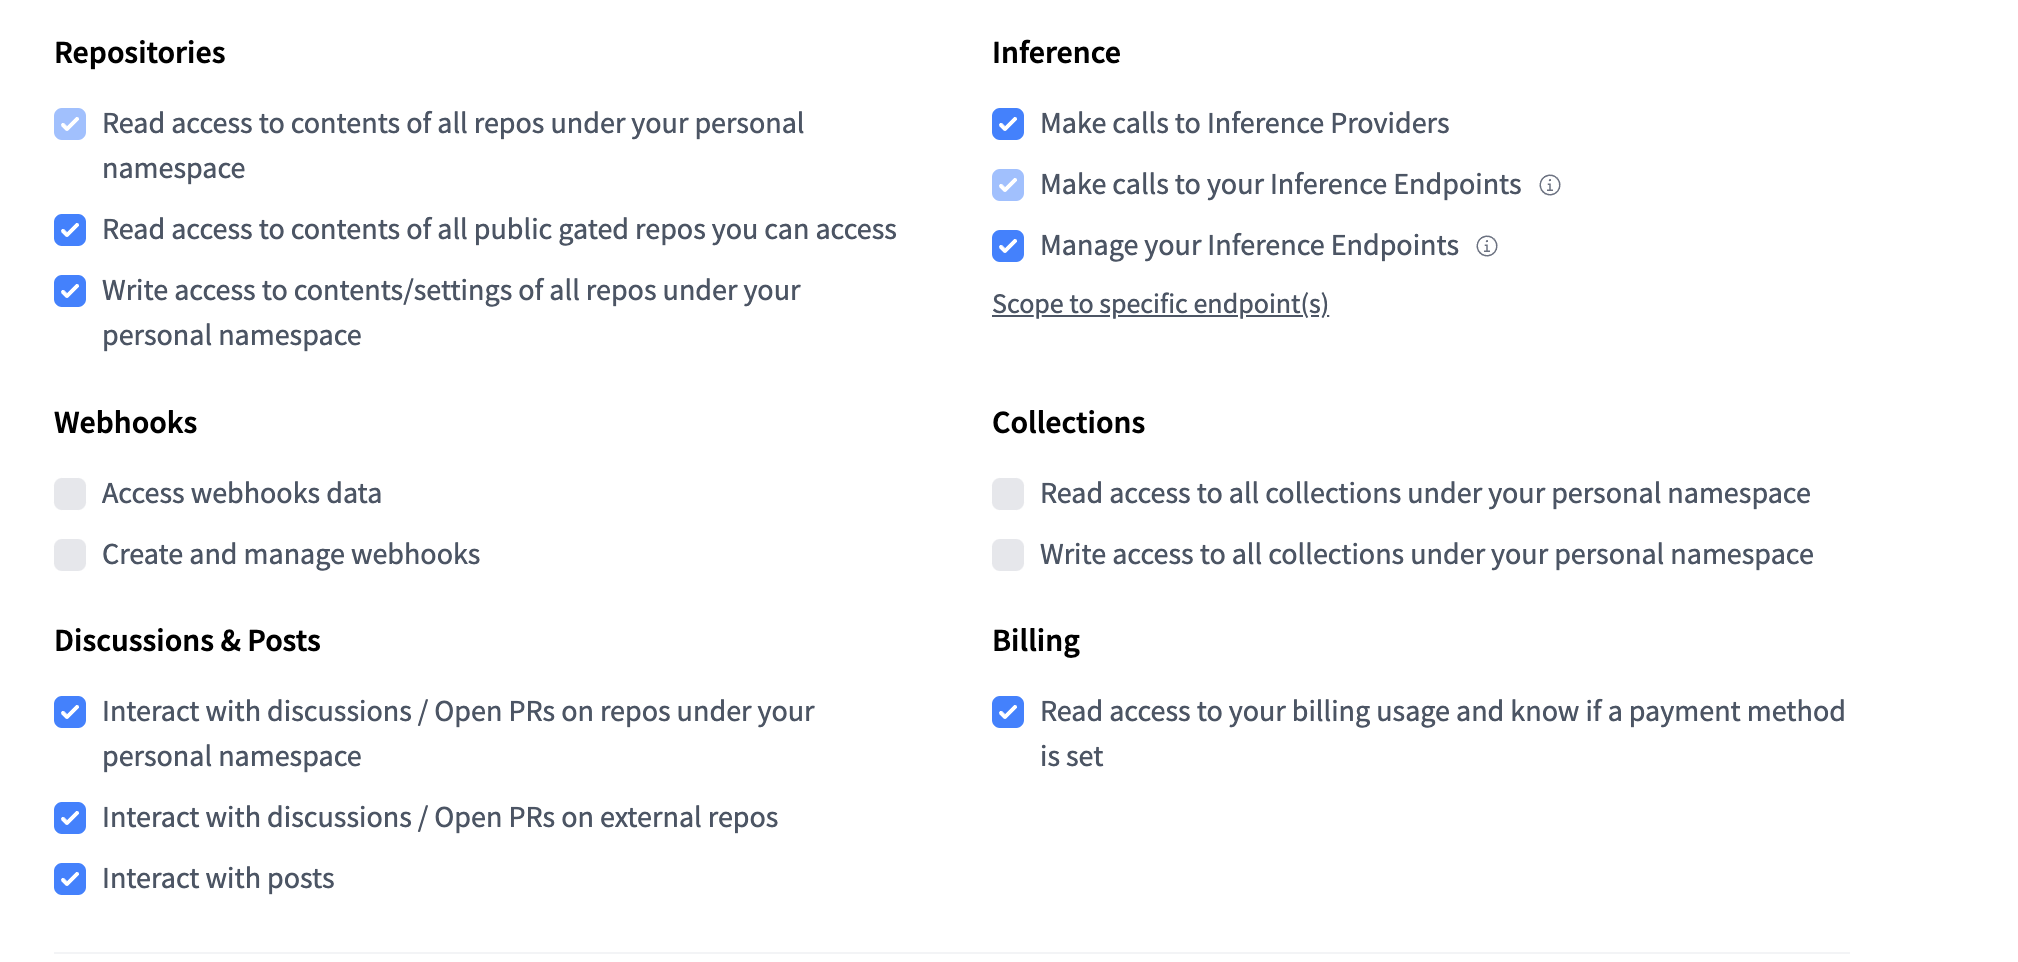 Repositories
Read access to contents of all repos under your personal
namespace
Read access to contents of all public gated repos you can access
Write access to contents/settings of all repos under your
personal namespace
Inference
Make calls to Inference Providers
Make calls to your Inference Endpoints
Manage your Inference Endpoints
Scope to specific endpoint(s)
Webhooks
Access webhooks data
Create and manage webhooks
Collections
Read access to all collections under your personal namespace
Write access to all collections under your personal namespace
Discussions & Posts
Interact with discussions / Open PRs on repos under your
personal namespace
Interact with discussions / Open PRs on external repos
Interact with posts
Billing
Read access to your billing usage and know if a payment method
is set